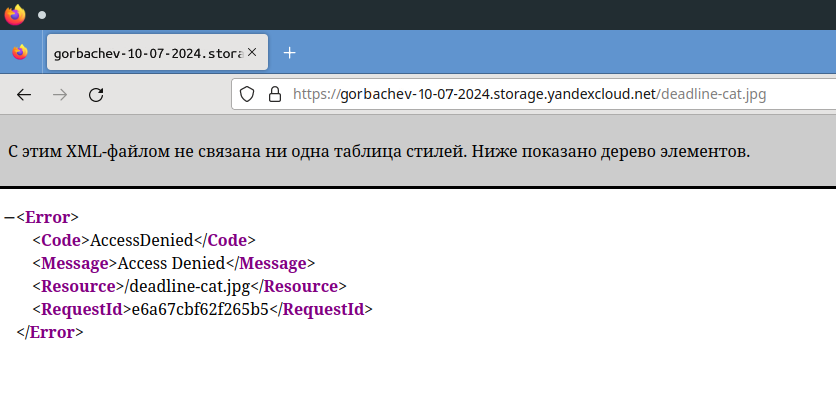 gorbachev-10-07-2024.stora
https://gorbachev-10-07-2024.storage.yandexcloud.net/deadline-cat.jpg
С этим XML-файлом не связана ни одна таблица стилей. Ниже показано дерево элементов.
–<Error>
<Code>AccessDenied</Code>
<Message>Access Denied</Message>
<Resource>/deadline-cat.jpg</Resource>
<RequestId>e6a67cbf62f265b5</RequestId>
</Error>